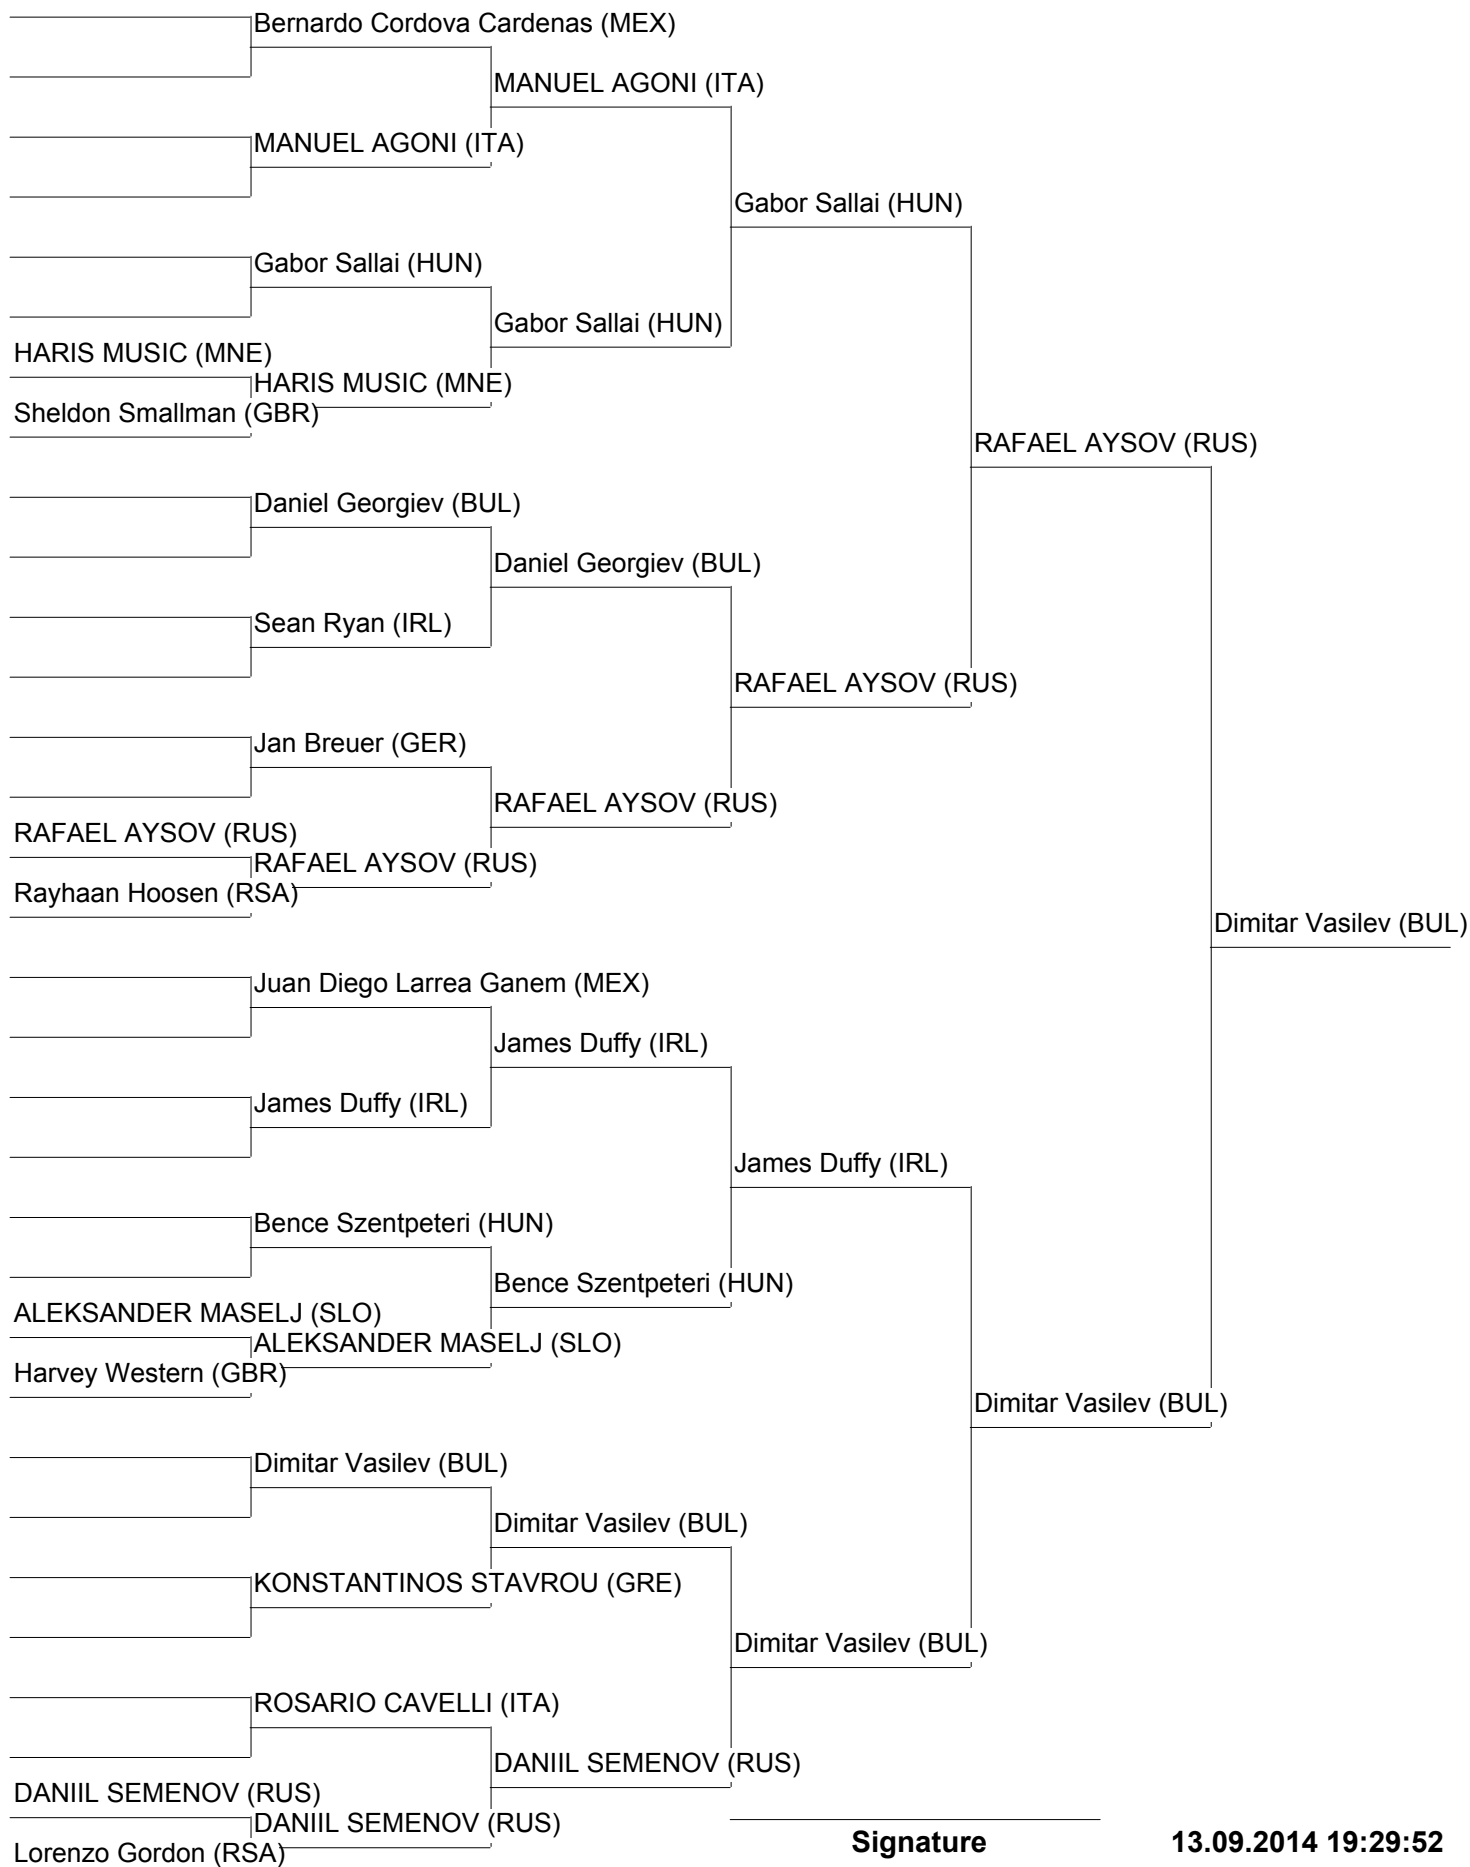 Bernardo Cordova Cardenas (MEX)
MANUEL AGONI (ITA)
MANUEL AGONI (ITA)
Gabor Sallai (HUN)
Gabor Sallai (HUN)
Gabor Sallai (HUN)
HARIS MUSIC (MNE)
HARIS MUSIC (MNE)
Sheldon Smallman (GBR)
RAFAEL AYSOV (RUS)
Daniel Georgiev (BUL)
Daniel Georgiev (BUL)
Sean Ryan (IRL)
RAFAEL AYSOV (RUS)
Jan Breuer (GER)
RAFAEL AYSOV (RUS)
RAFAEL AYSOV (RUS)
RAFAEL AYSOV (RUS)
Rayhaan Hoosen (RSA)
Dimitar Vasilev (BUL)
Juan Diego Larrea Ganem (MEX)
James Duffy (IRL)
James Duffy (IRL)
James Duffy (IRL)
Bence Szentpeteri (HUN)
Bence Szentpeteri (HUN)
ALEKSANDER MASELJ (SLO)
ALEKSANDER MASELJ (SLO)
Harvey Western (GBR)
Dimitar Vasilev (BUL)
Dimitar Vasilev (BUL)
Dimitar Vasilev (BUL)
KONSTANTINOS STAVROU (GRE)
Dimitar Vasilev (BUL)
ROSARIO CAVELLI (ITA)
DANIIL SEMENOV (RUS)
DANIIL SEMENOV (RUS)
DANIIL SEMENOV (RUS)
Lorenzo Gordon (RSA)
Signature 13.09.2014 19:29:52